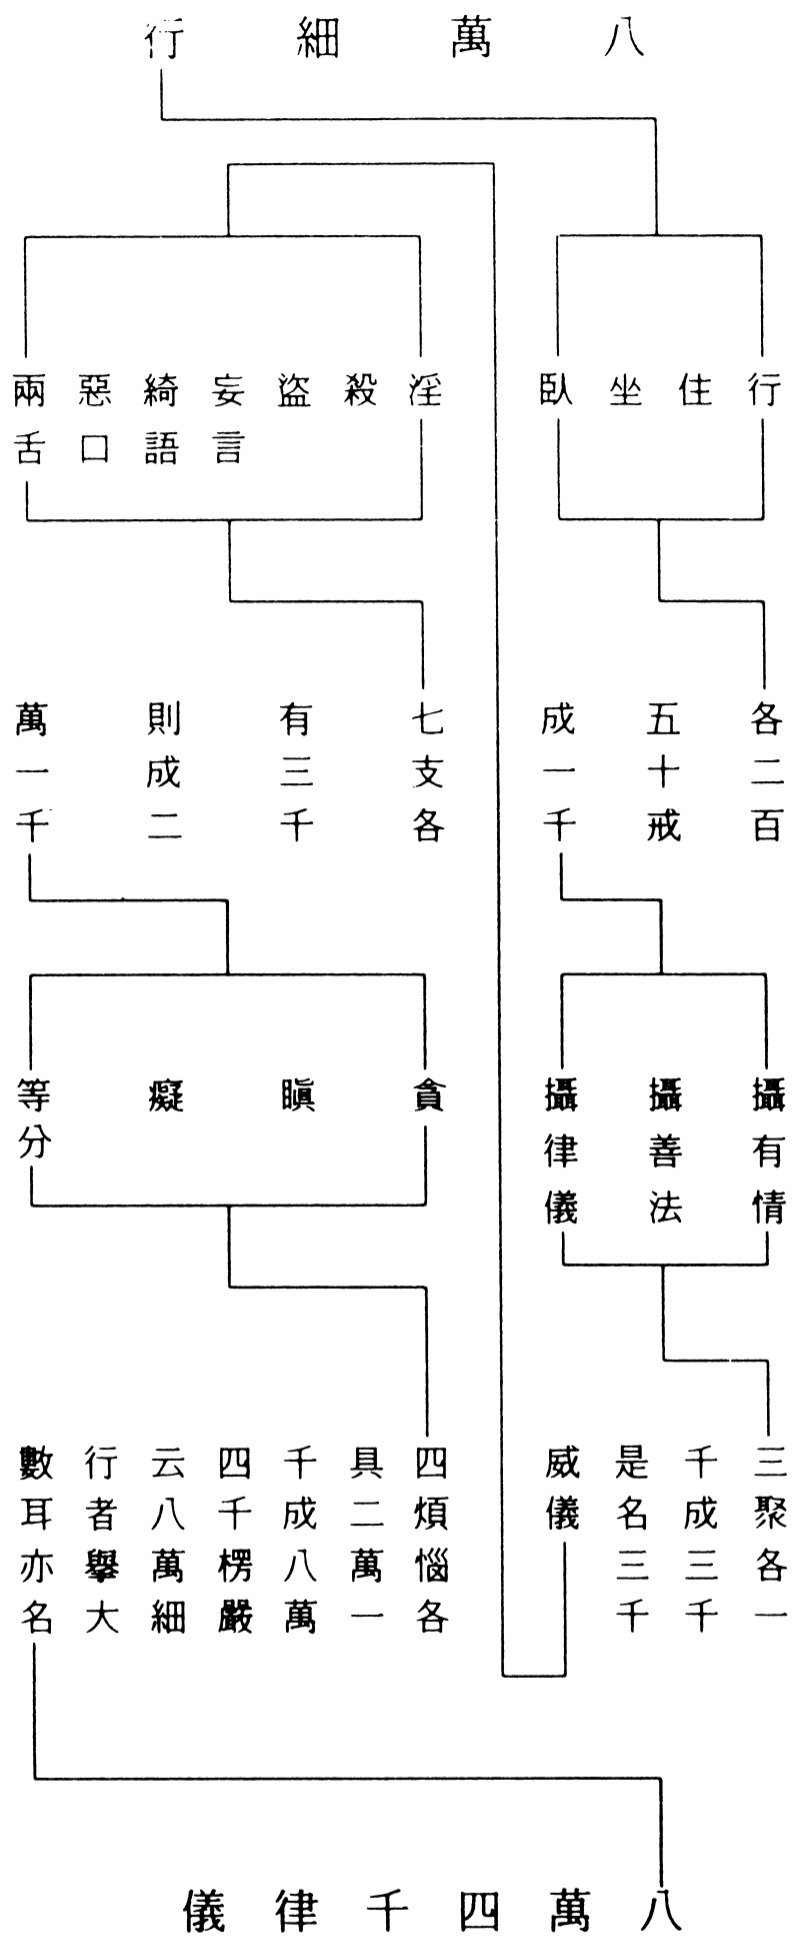 八萬細行
行
住
坐
臥
各二百
五十戒
成一千
攝有情
攝善法
攝律儀
三聚各一
千成三千
是名三千
威儀
淫
殺
盜
妄言
綺語
惡口
兩舌
七支各
有三千
則成二
萬一千
貪
瞋
癡
等分
四煩惱各
具二萬一
千成八萬
四千楞嚴
云八萬細
行者舉大
數耳亦名
八萬四千律儀